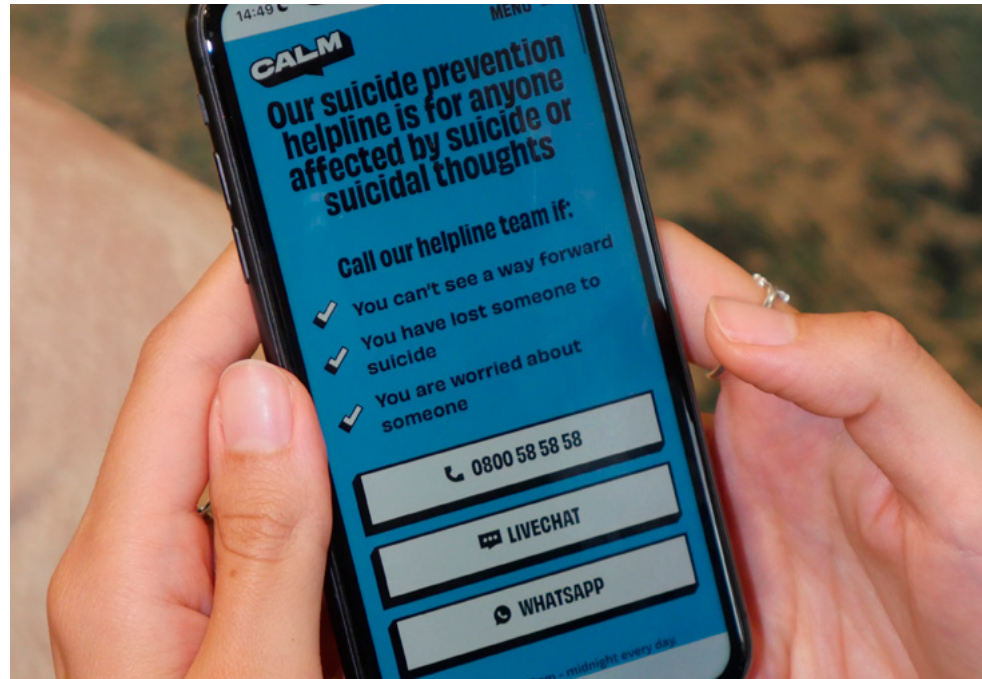 14:49
MENU
CALM
Our suicide prevention
helpline is for anyone
affected by suicide or
suicidal thoughts
Call our helpline team if:
You can't see a way forward
You have lost someone to
suicide
You are worried about
someone
0800 58 58 58
LIVECHAT
WHATSAPP
- midnight every day.